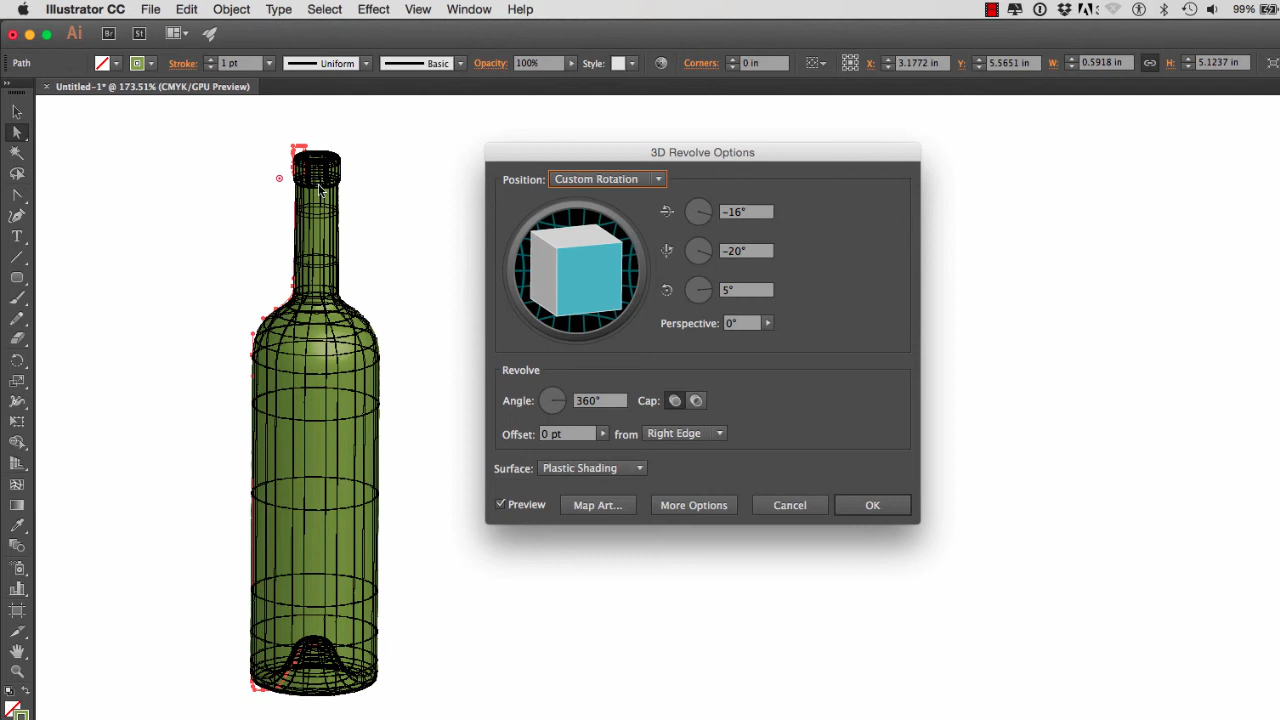 Illustrator CC File Edit Object Type Select Effect View Window Help 99%
Ai Br St
Path Stroke: 1 pt Uniform Basic Opacity: 100% Style: Corners: 0 in X: 3.1772 in Y: 5.5651 in W: 0.5918 in H: 5.1237 in
× Untitled-1* @ 173.51% (CMYK/GPU Preview)
3D Revolve Options
Position: Custom Rotation
-16°
-20°
5°
Perspective: 0°
Revolve
Angle: 360° Cap:
Offset: 0 pt from Right Edge
Surface: Plastic Shading
Preview Map Art... More Options Cancel OK